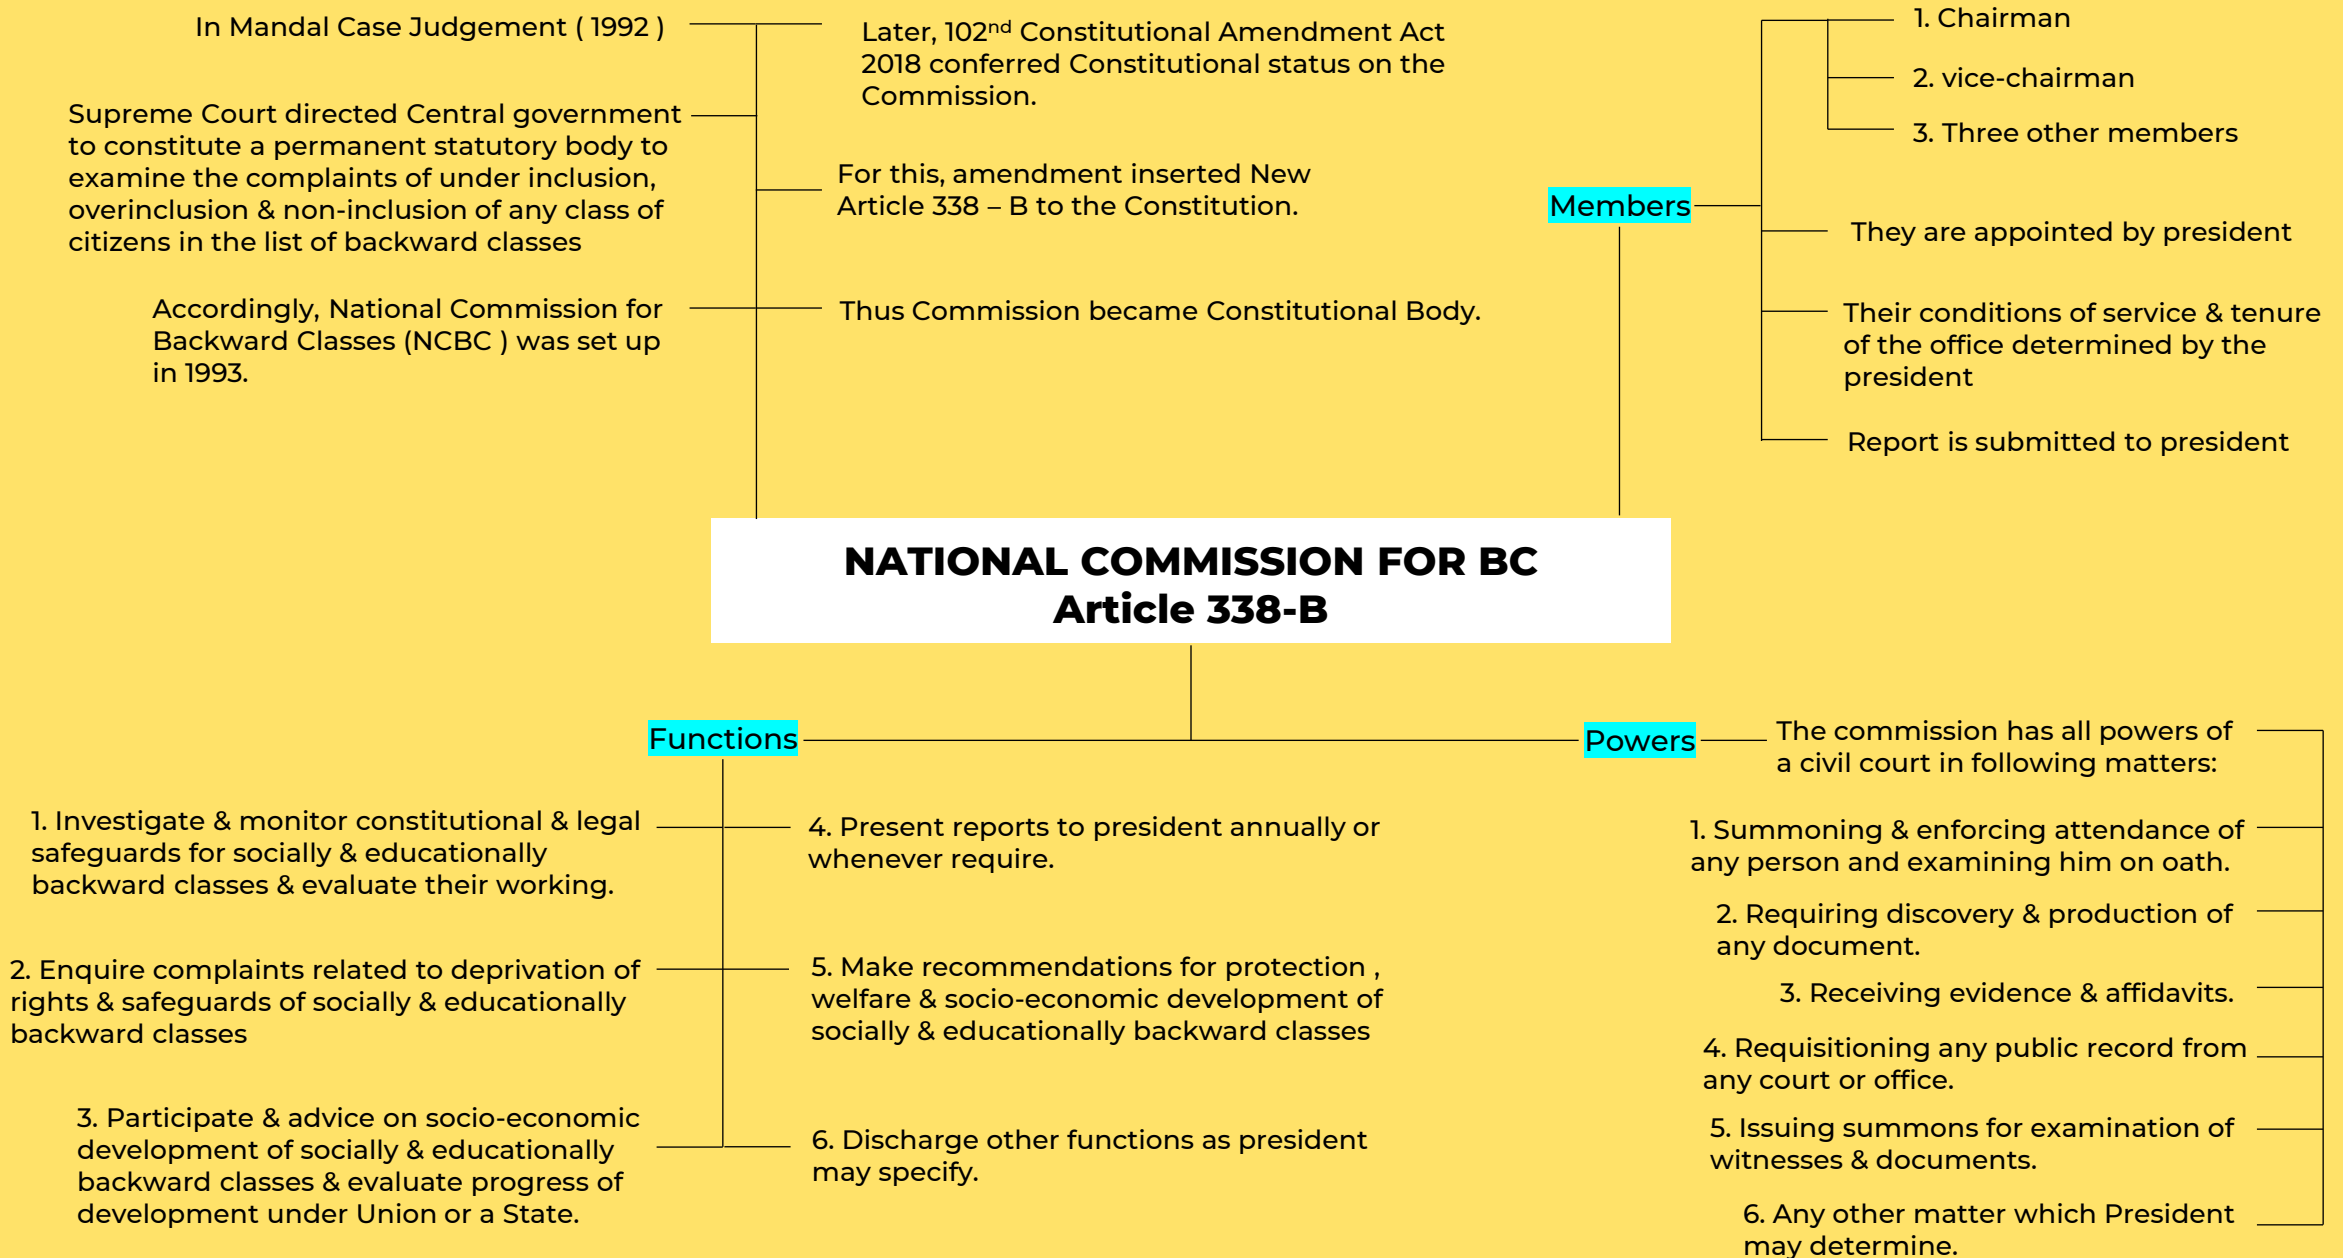 In Mandal Case Judgement ( 1992 )
Supreme Court directed Central government
to constitute a permanent statutory body to
examine the complaints of under inclusion,
overinclusion & non-inclusion of any class of
citizens in the list of backward classes
Accordingly, National Commission for
Backward Classes (NCBC ) was set up
in 1993.
Later, 102nd Constitutional Amendment Act
2018 conferred Constitutional status on the
Commission.
For this, amendment inserted New
Article 338 – B to the Constitution.
Thus Commission became Constitutional Body.
Members
1. Chairman
2. vice-chairman
3. Three other members
They are appointed by president
Their conditions of service & tenure
of the office determined by the
president
Report is submitted to president
NATIONAL COMMISSION FOR BC
Article 338-B
Functions
1. Investigate & monitor constitutional & legal
safeguards for socially & educationally
backward classes & evaluate their working.
2. Enquire complaints related to deprivation of
rights & safeguards of socially & educationally
backward classes
3. Participate & advice on socio-economic
development of socially & educationally
backward classes & evaluate progress of
development under Union or a State.
4. Present reports to president annually or
whenever require.
5. Make recommendations for protection ,
welfare & socio-economic development of
socially & educationally backward classes
6. Discharge other functions as president
may specify.
Powers
The commission has all powers of
a civil court in following matters:
1. Summoning & enforcing attendance of
any person and examining him on oath.
2. Requiring discovery & production of
any document.
3. Receiving evidence & affidavits.
4. Requisitioning any public record from
any court or office.
5. Issuing summons for examination of
witnesses & documents.
6. Any other matter which President
may determine.